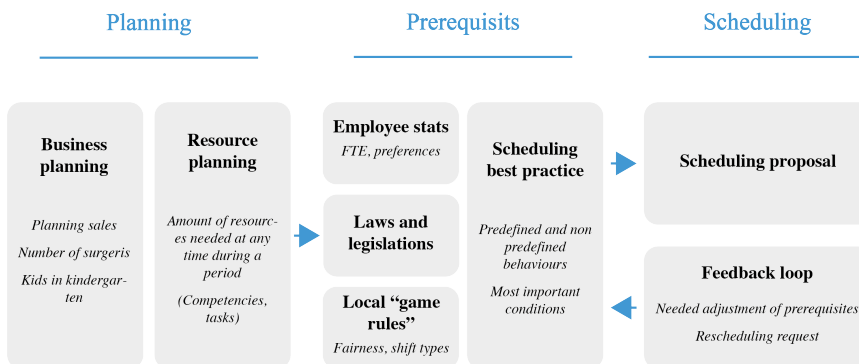 Planning
Prerequisits
Scheduling
Business
planning
Planning sales
Number of surgeris
Kids in kindergar-
ten
Resource
planning
Amount of resourc-
es needed at any
time during a
period
(Competencies,
tasks)
Employee stats
FTE, preferences
Laws and
legislations
Local “game
rules”
Fairness, shift types
Scheduling
best practice
Predefined and non
predefined
behaviours
Most important
conditions
Scheduling proposal
Feedback loop
Needed adjustment of prerequisites
Rescheduling request